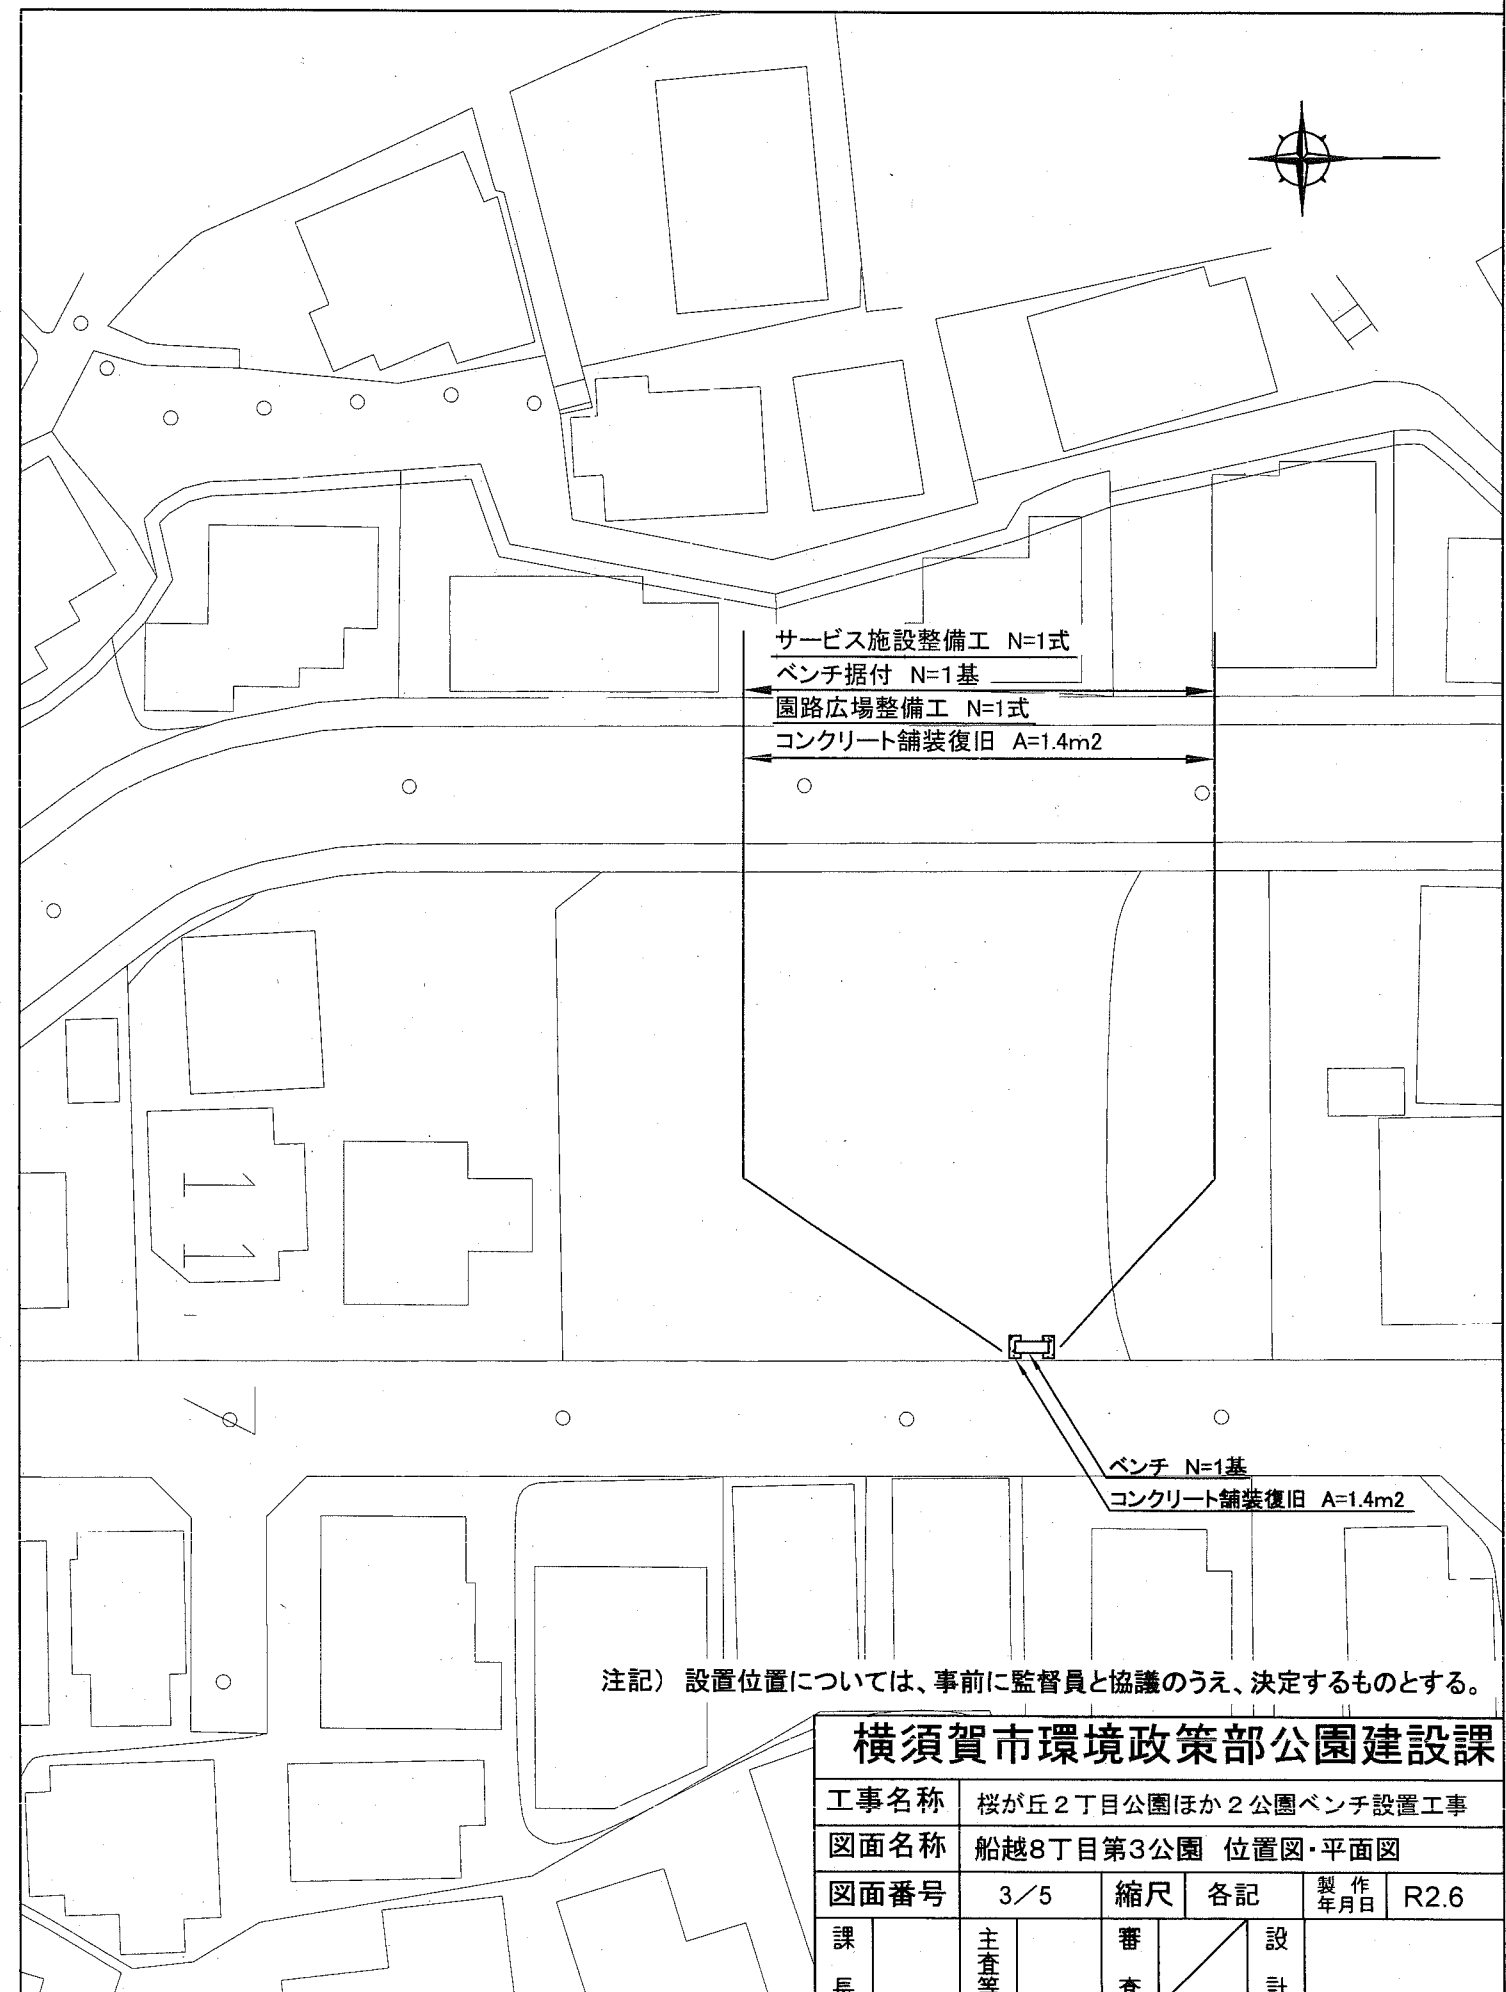 サービス施設整備工 N=1式
ベンチ据付 N=1基
園路広場整備工 N=1式
コンクリート舗装復旧 A=1.4m2
11
ベンチ N=1基
コンクリート舗装復旧 A=1.4m2
注記） 設置位置については、事前に監督員と協議のうえ、決定するものとする。
横須賀市環境政策部公園建設課
工事名称 桜が丘２丁目公園ほか２公園ベンチ設置工事
図面名称 船越8丁目第3公園 位置図・平面図
図面番号 3／5 縮尺 各記 製作年月日 R2.6
課長 主査等 審査 設計